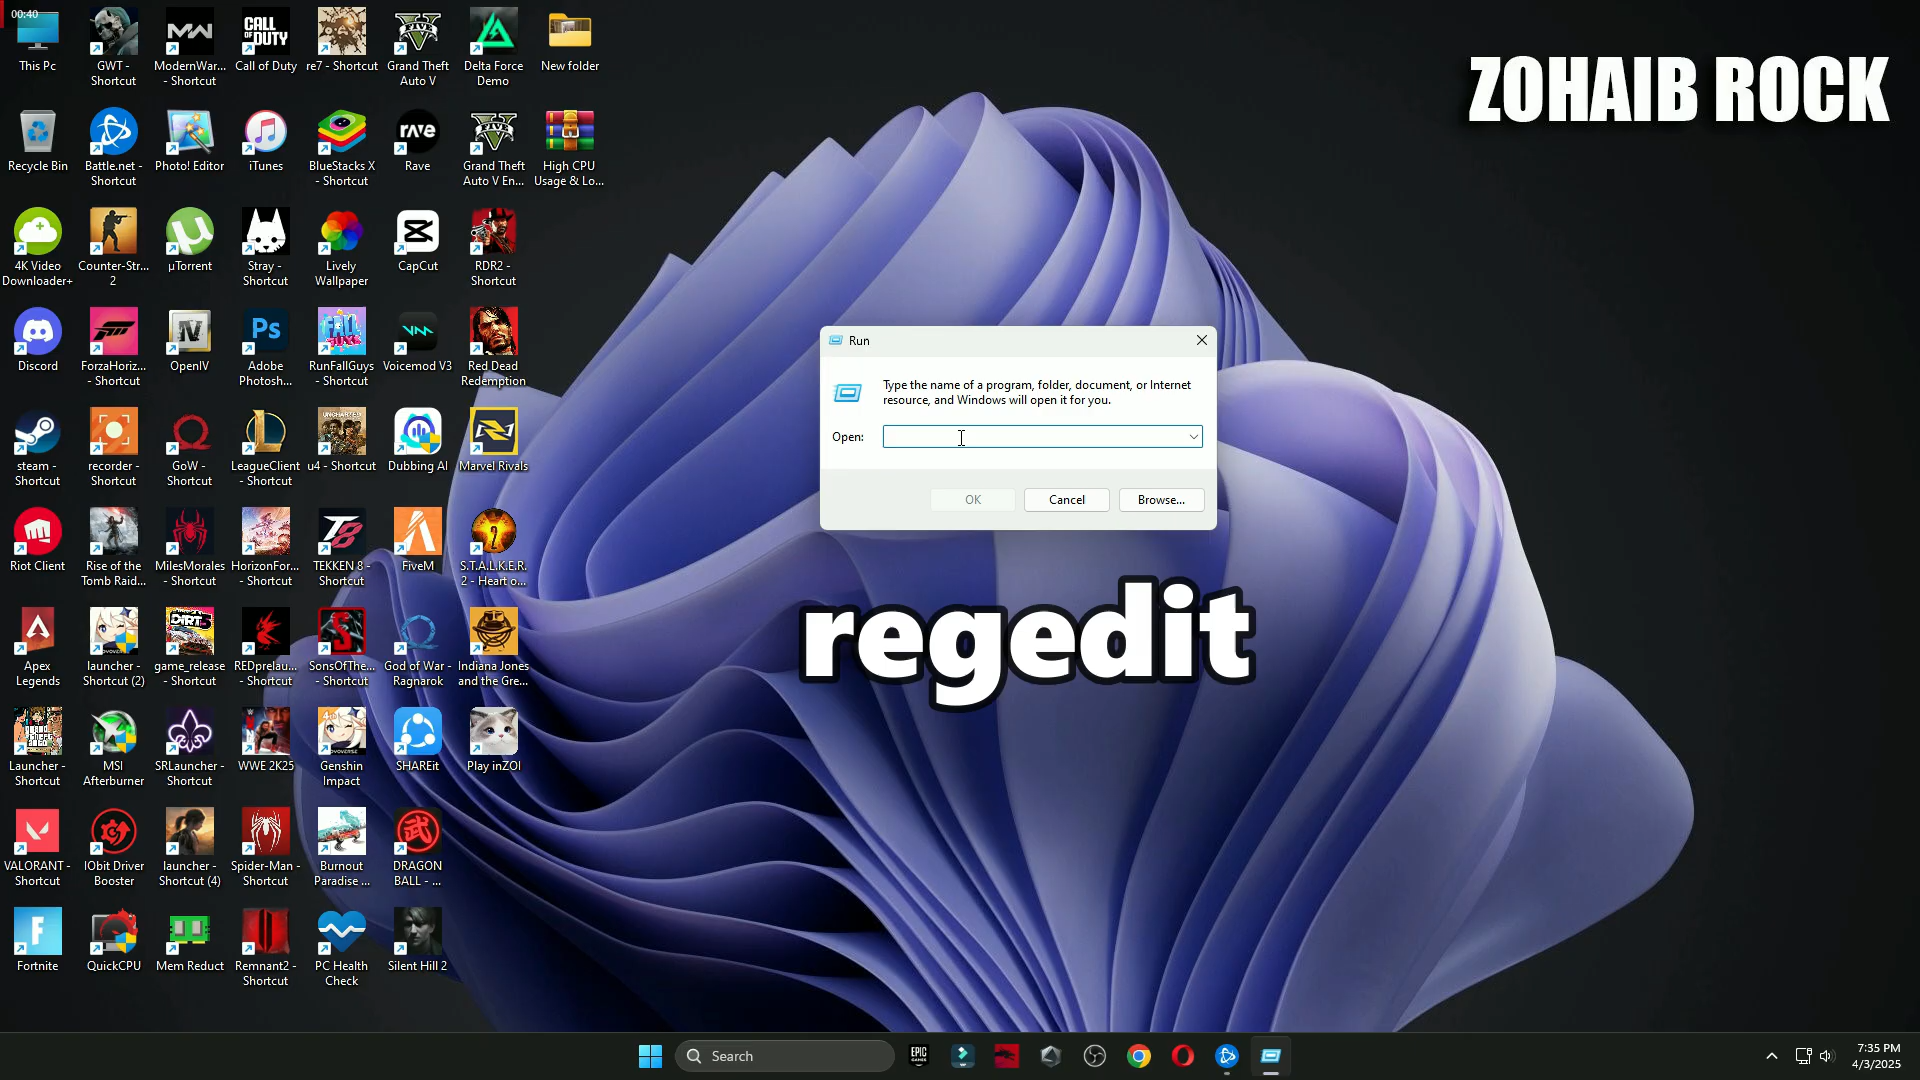 00:40
ZOHAIB ROCK
This Pc
GWT -
Shortcut
ModernWar...
- Shortcut
Call of Duty
re7 - Shortcut
Grand Theft
Auto V
Delta Force
Demo
New folder
Recycle Bin
Battle.net -
Shortcut
Photo! Editor
iTunes
BlueStacks X
- Shortcut
Rave
Grand Theft
Auto V En...
High CPU
Usage & Lo...
4K Video
Downloader+
Counter-Str...
2
µTorrent
Stray -
Shortcut
Lively
Wallpaper
CapCut
RDR2 -
Shortcut
Discord
ForzaHoriz...
- Shortcut
OpenIV
Adobe
Photosh...
RunFallGuys
- Shortcut
Voicemod V3
Red Dead
Redemption
steam -
Shortcut
recorder -
Shortcut
GoW -
Shortcut
LeagueClient
- Shortcut
u4 - Shortcut
Dubbing AI
Marvel Rivals
Riot Client
Rise of the
Tomb Raid...
MilesMorales
- Shortcut
HorizonFor...
- Shortcut
TEKKEN 8 -
Shortcut
FiveM
S.T.A.L.K.E.R.
2 - Heart o...
Apex
Legends
launcher -
Shortcut (2)
game_release
- Shortcut
REDprelau...
- Shortcut
SonsOfThe...
- Shortcut
God of War -
Ragnarok
Indiana Jones
and the Gre...
Launcher -
Shortcut
MSI
Afterburner
SRLauncher -
Shortcut
WWE 2K25
Genshin
Impact
SHAREit
Play inZOI
VALORANT -
Shortcut
IObit Driver
Booster
launcher -
Shortcut (4)
Spider-Man -
Shortcut
Burnout
Paradise ...
DRAGON
BALL - ...
Fortnite
QuickCPU
Mem Reduct
Remnant2 -
Shortcut
PC Health
Check
Silent Hill 2
Run
Type the name of a program, folder, document, or Internet
resource, and Windows will open it for you.
Open:
OK
Cancel
Browse...
regedit
Search
7:35 PM
4/3/2025